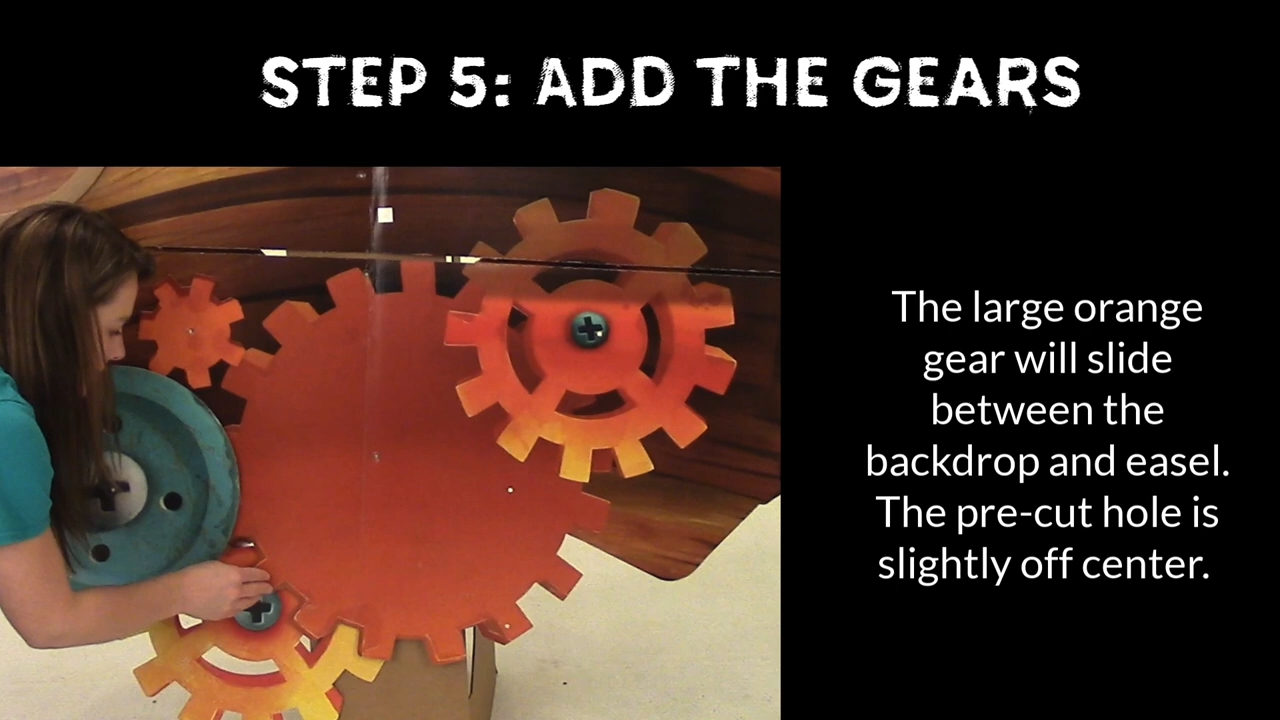 STEP 5: ADD THE GEARS
The large orange
gear will slide
between the
backdrop and easel.
The pre-cut hole is
slightly off center.